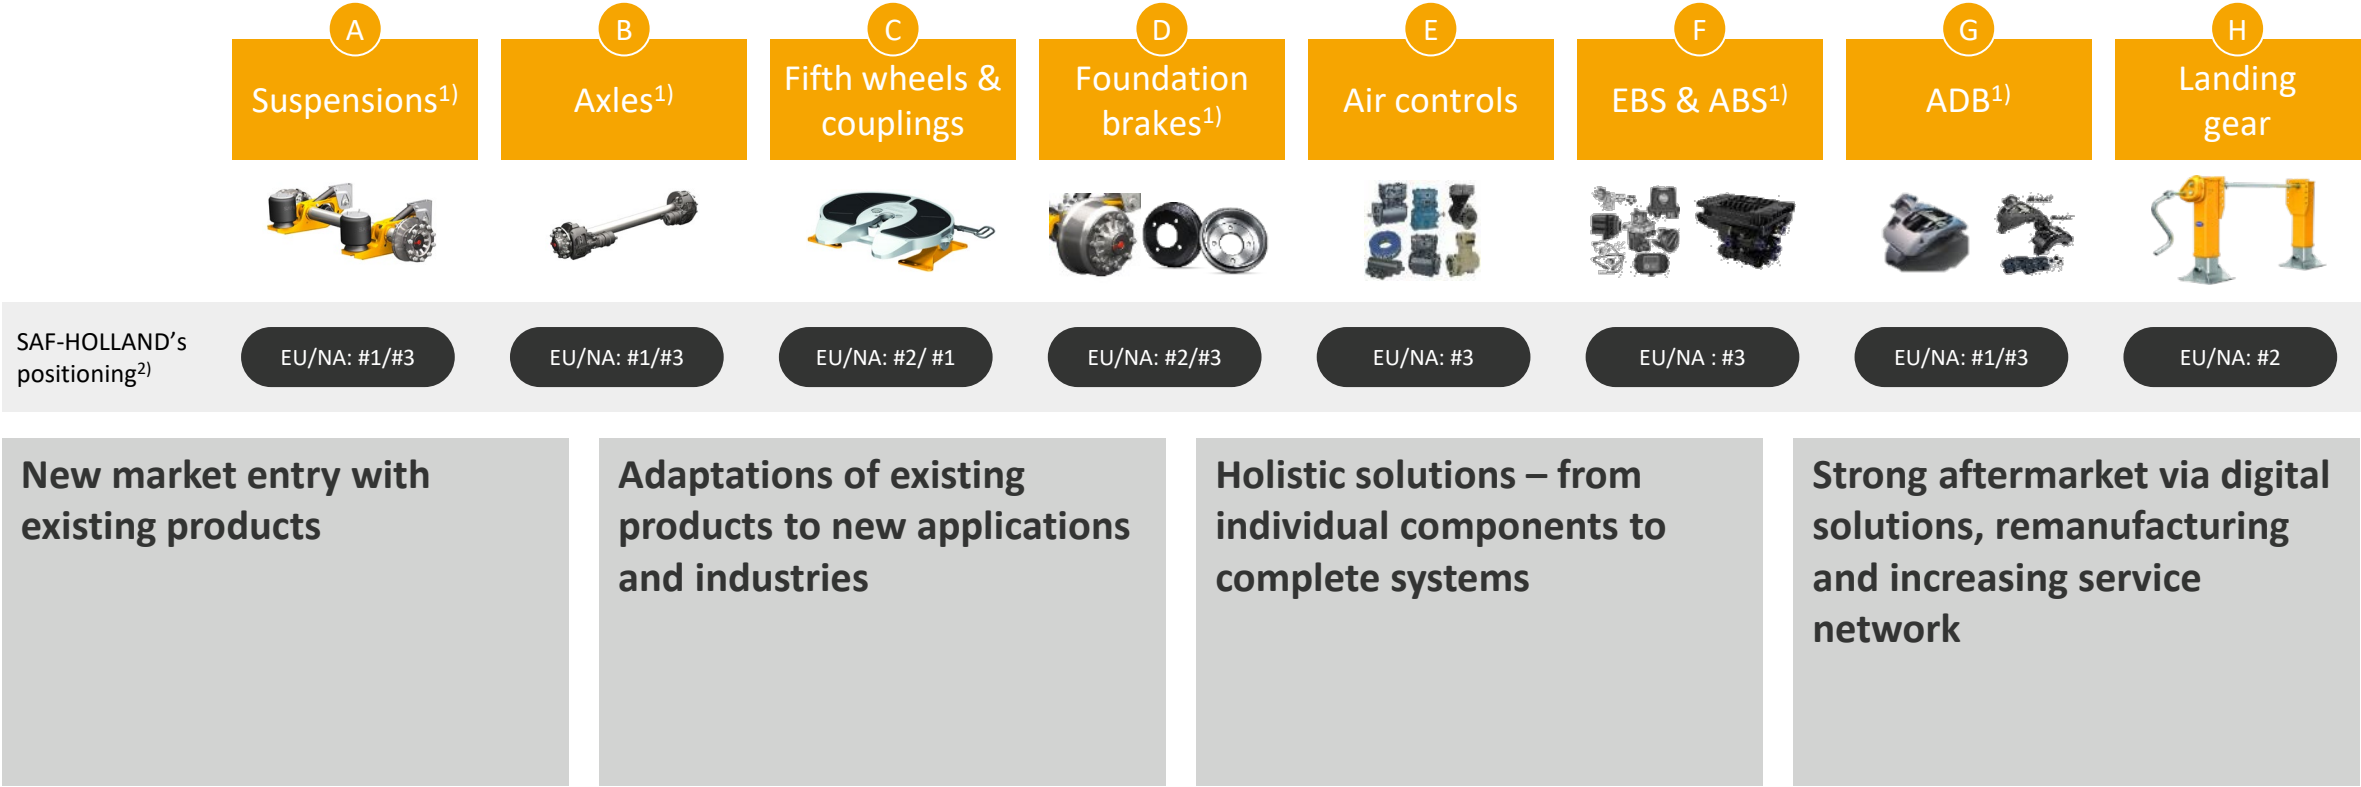 A
Suspensions1)
B
Axles1)
C
Fifth wheels &
couplings
D
Foundation
brakes1)
E
Air controls
F
EBS & ABS1)
G
ADB1)
H
Landing
gear
SAF-HOLLAND’s
positioning2)
EU/NA: #1/#3
EU/NA: #1/#3
EU/NA: #2/ #1
EU/NA: #2/#3
EU/NA: #3
EU/NA : #3
EU/NA: #1/#3
EU/NA: #2
New market entry with
existing products
Adaptations of existing
products to new applications
and industries
Holistic solutions – from
individual components to
complete systems
Strong aftermarket via digital
solutions, remanufacturing
and increasing service
network